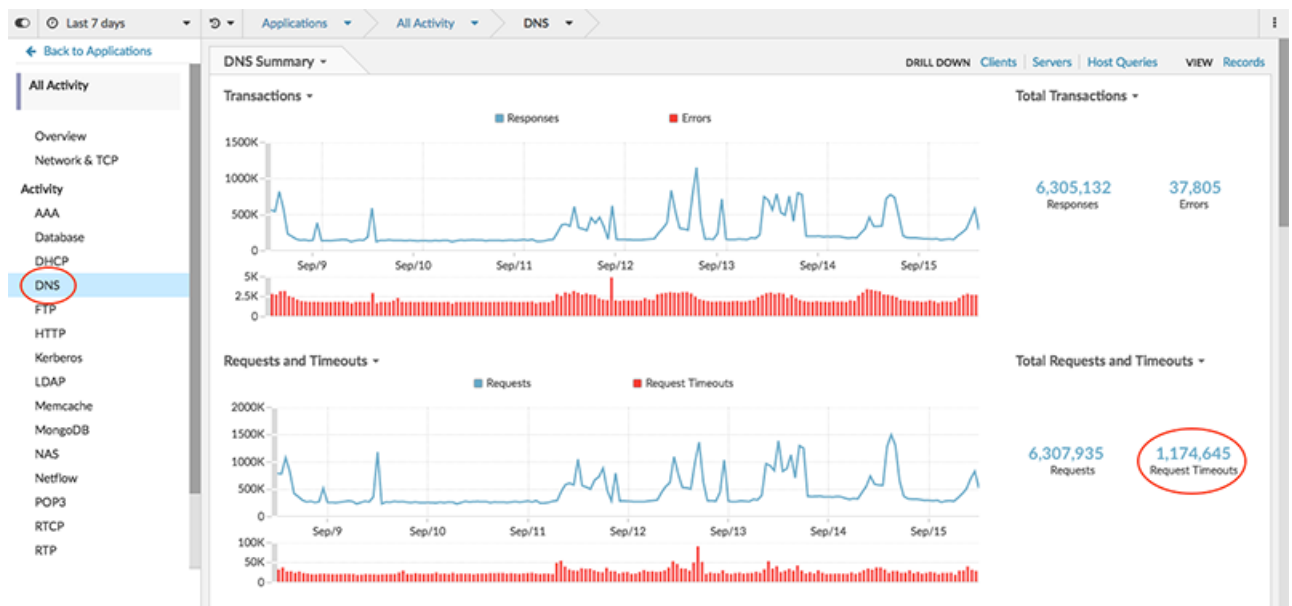 Last 7 days
Applications
All Activity
DNS
Back to Applications
All Activity
Overview
Network & TCP
Activity
AAA
Database
DHCP
DNS
FTP
HTTP
Kerberos
LDAP
Memcache
MongoDB
NAS
Netflow
POP3
RTCP
RTP
DNS Summary
DRILL DOWN Clients Servers Host Queries VIEW Records
Transactions
Responses Errors
1500K
1000K
500K
0
Sep/9 Sep/10 Sep/11 Sep/12 Sep/13 Sep/14 Sep/15
5K
2.5K
0
Total Transactions
6,305,132 37,805
Responses Errors
Requests and Timeouts
Requests Request Timeouts
2000K
1500K
1000K
500K
0
Sep/9 Sep/10 Sep/11 Sep/12 Sep/13 Sep/14 Sep/15
100K
50K
0
Total Requests and Timeouts
6,307,935 1,174,645
Requests Request Timeouts